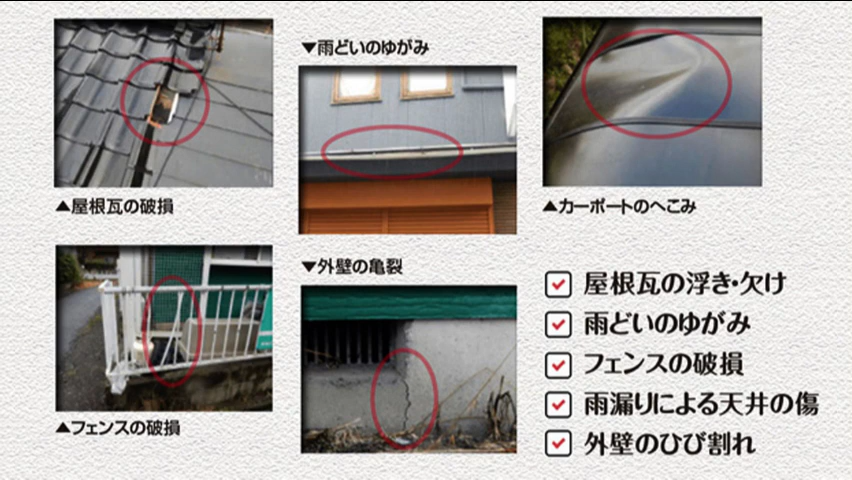 ▼雨どいのゆがみ
▲屋根瓦の破損
▲カーポートのへこみ
▼外壁の亀裂
▲フェンスの破損
屋根瓦の浮き・欠け
雨どいのゆがみ
フェンスの破損
雨漏りによる天井の傷
外壁のひび割れ